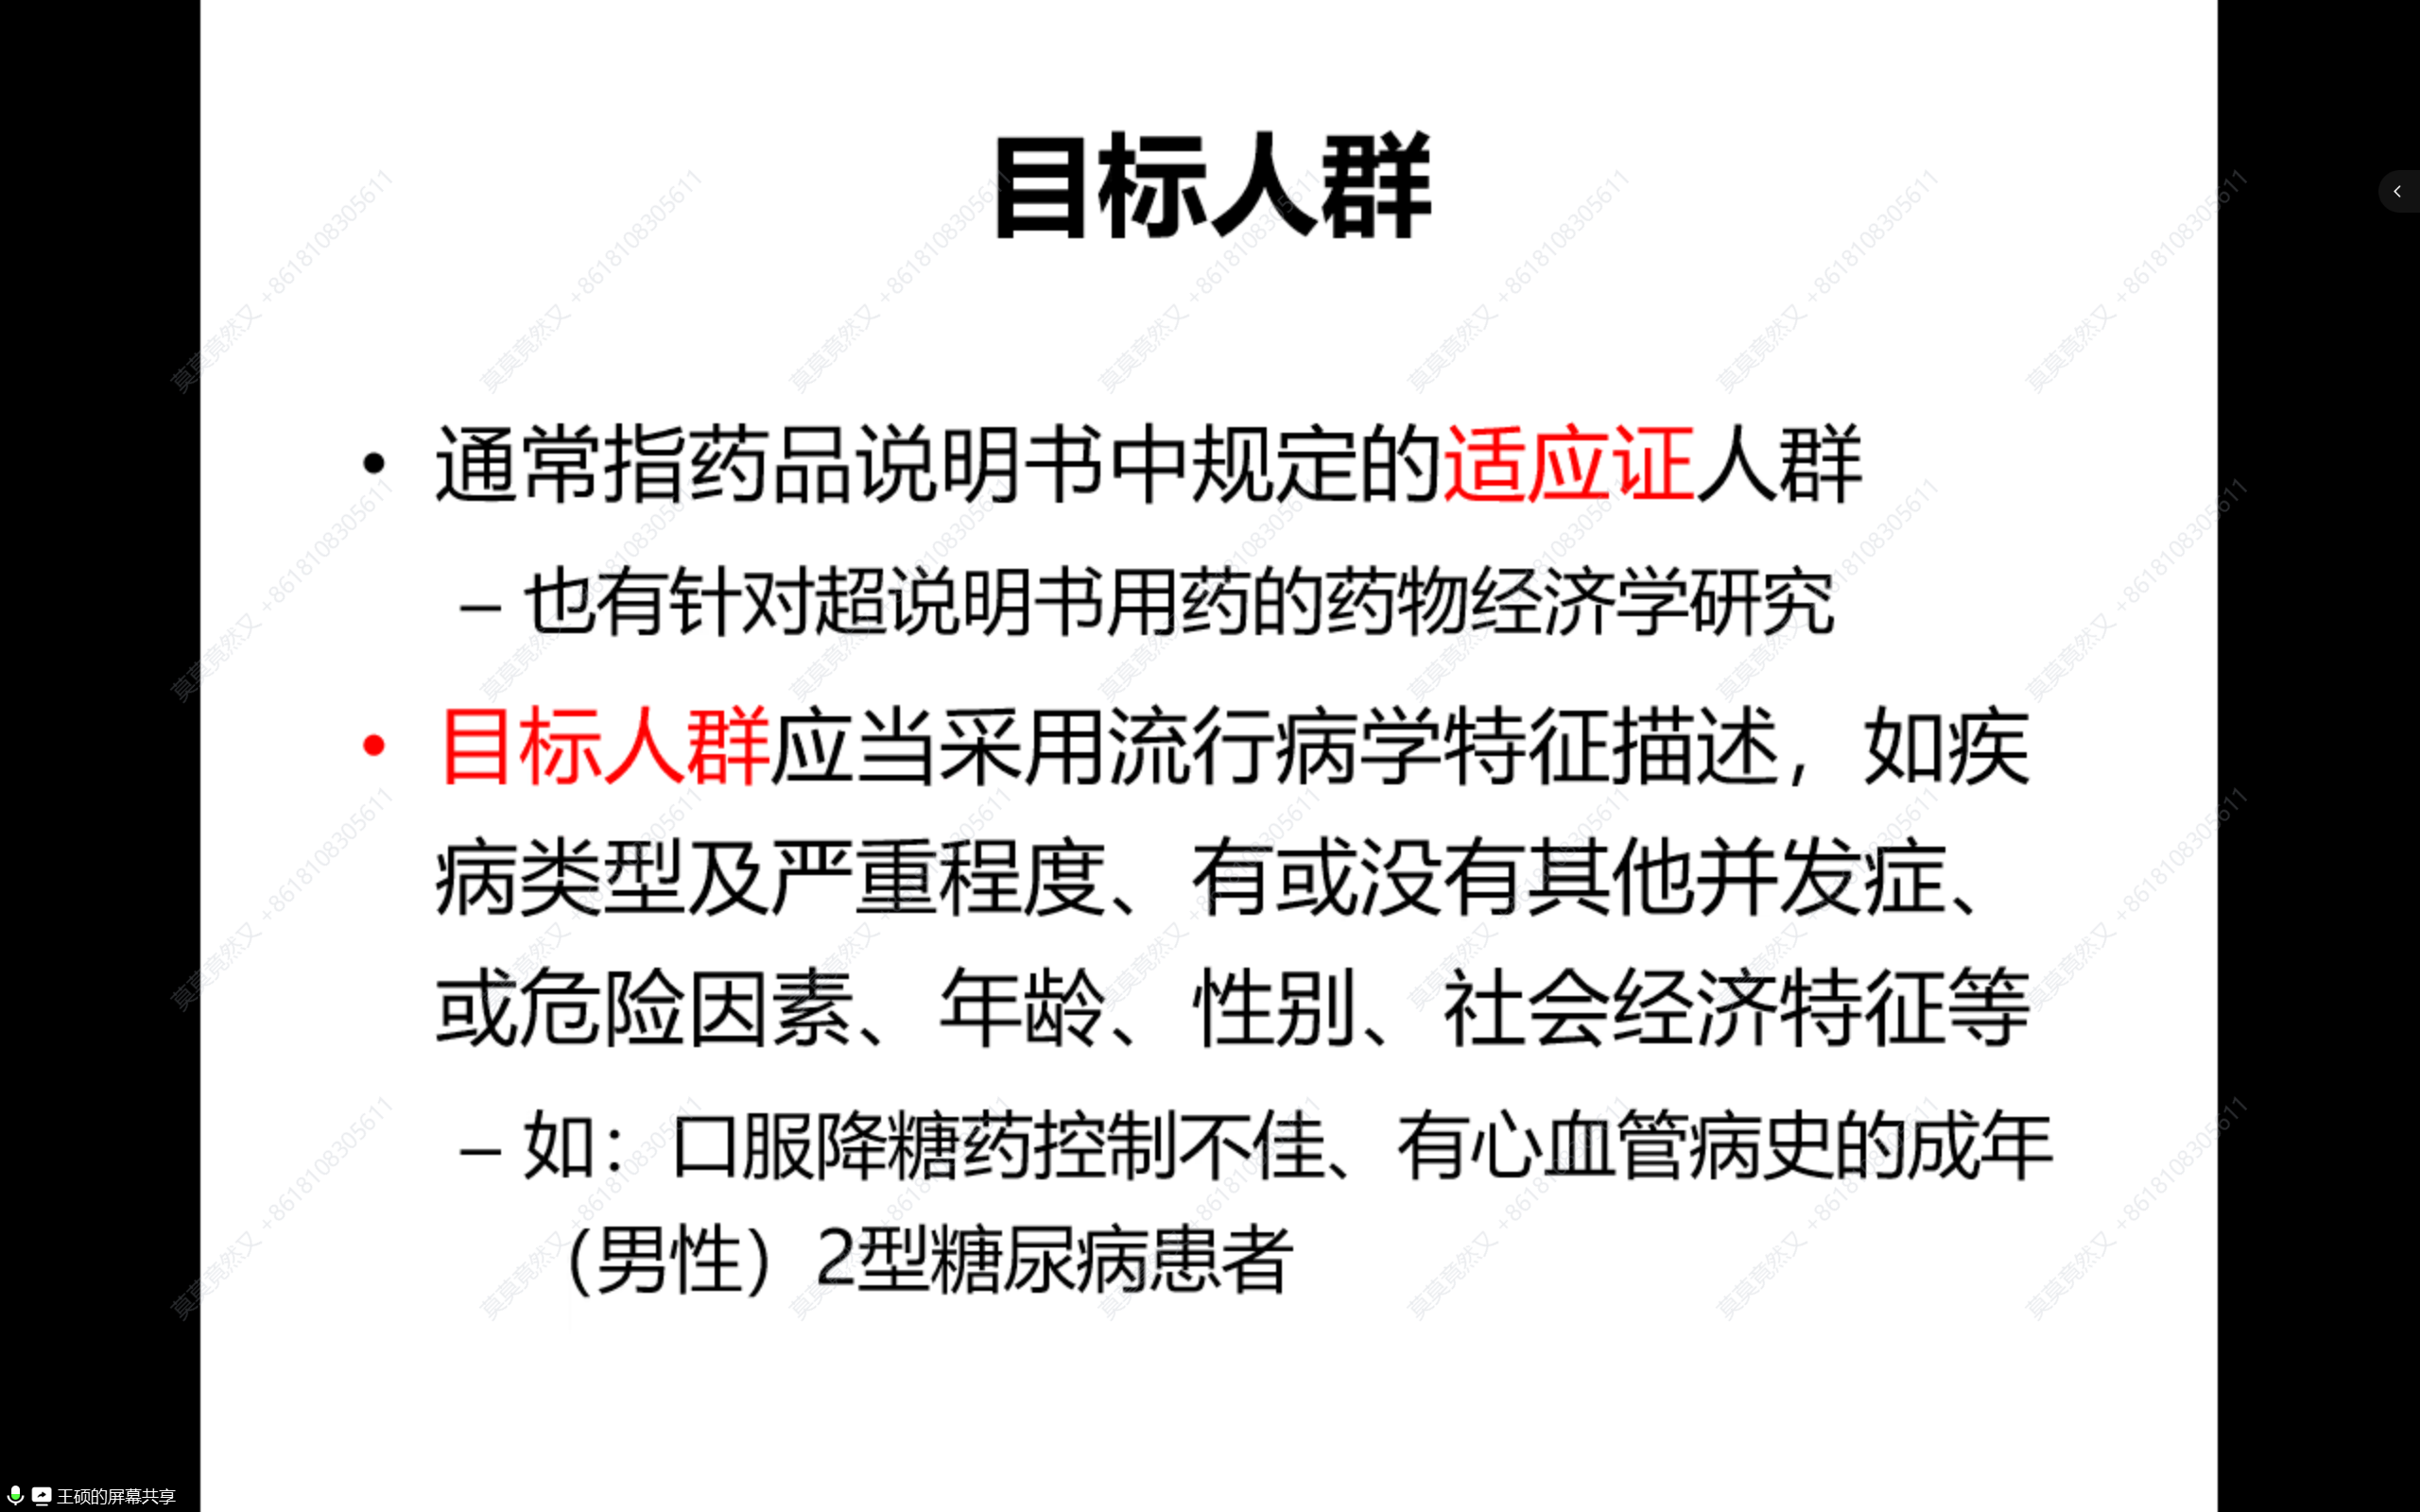 目标人群
• 通常指药品说明书中规定的适应证人群
– 也有针对超说明书用药的药物经济学研究
• 目标人群应当采用流行病学特征描述，如疾
病类型及严重程度、有或没有其他并发症、
或危险因素、年龄、性别、社会经济特征等
– 如：口服降糖药控制不佳、有心血管病史的成年
（男性）2型糖尿病患者
莫莫竟然又 +8618108305611
王硕的屏幕共享